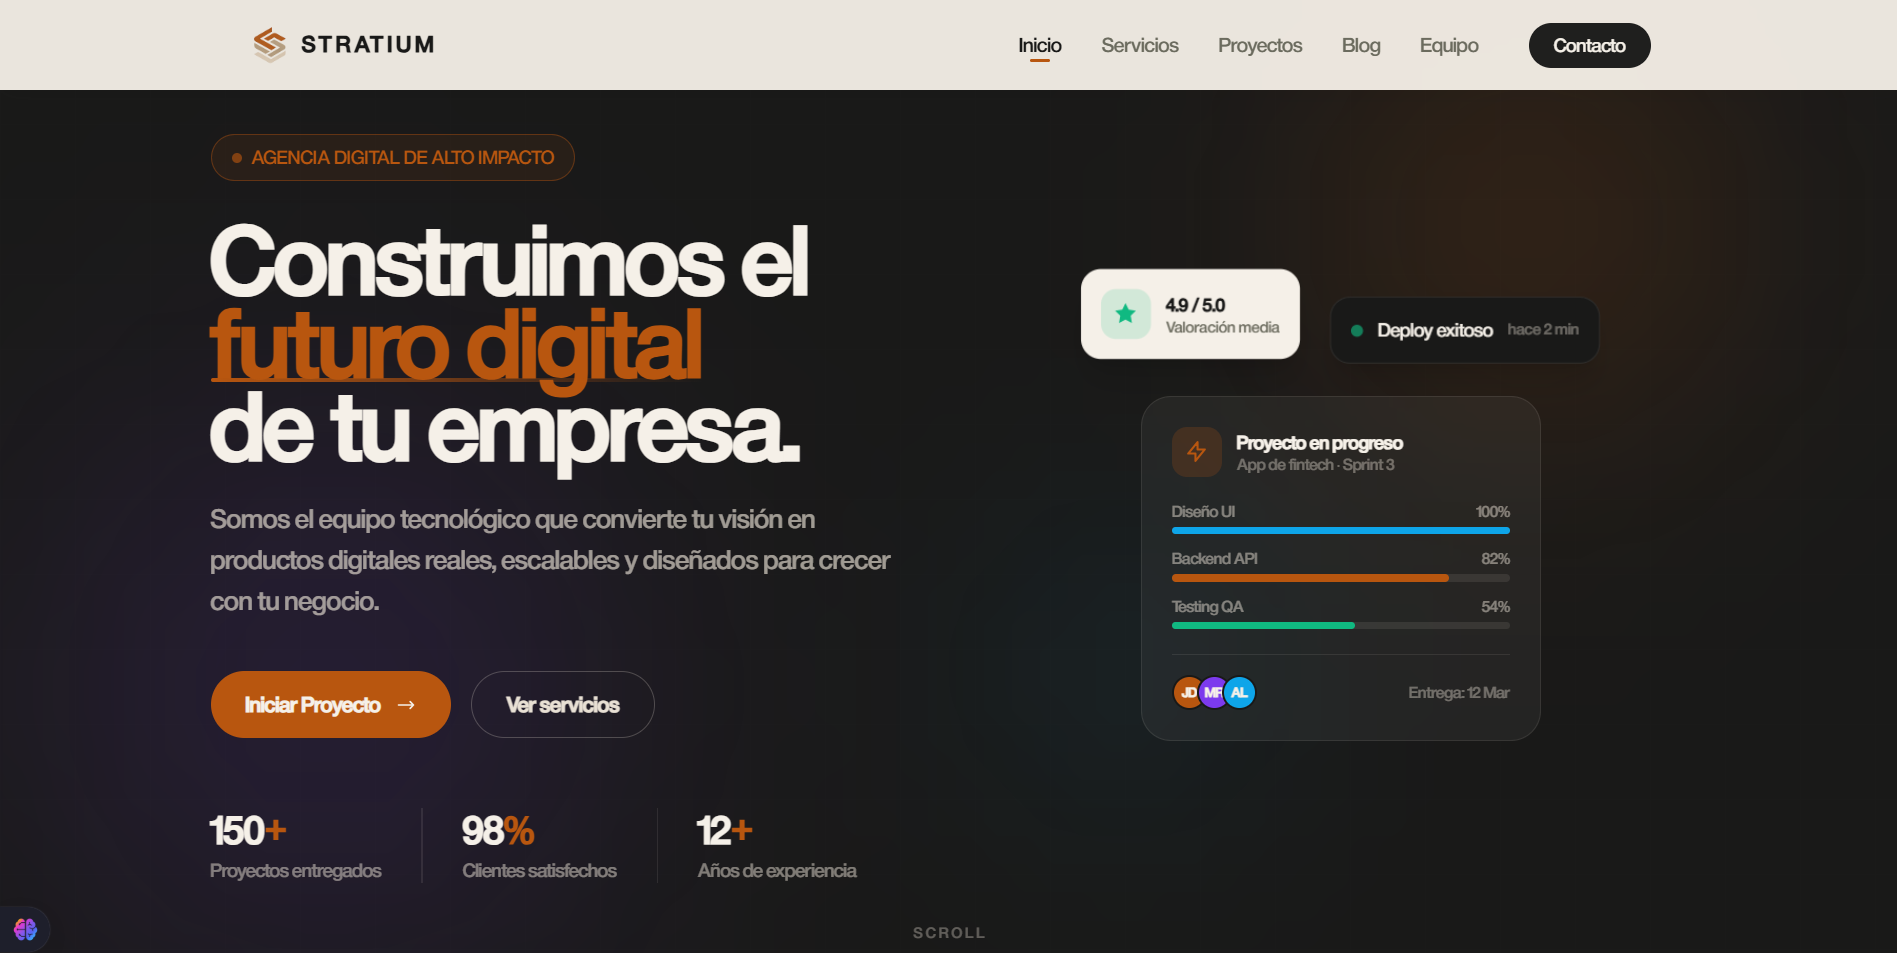 STRATIUM
Inicio
Servicios
Proyectos
Blog
Equipo
Contacto
AGENCIA DIGITAL DE ALTO IMPACTO
Construimos el
futuro digital
de tu empresa.
Somos el equipo tecnológico que convierte tu visión en
productos digitales reales, escalables y diseñados para crecer
con tu negocio.
Iniciar Proyecto →
Ver servicios
150+
Proyectos entregados
98%
Clientes satisfechos
12+
Años de experiencia
4.9 / 5.0
Valoración media
Deploy exitoso hace 2 min
Proyecto en progreso
App de fintech · Sprint 3
Diseño UI 100%
Backend API 82%
Testing QA 54%
JD MR AL
Entrega: 12 Mar
SCROLL